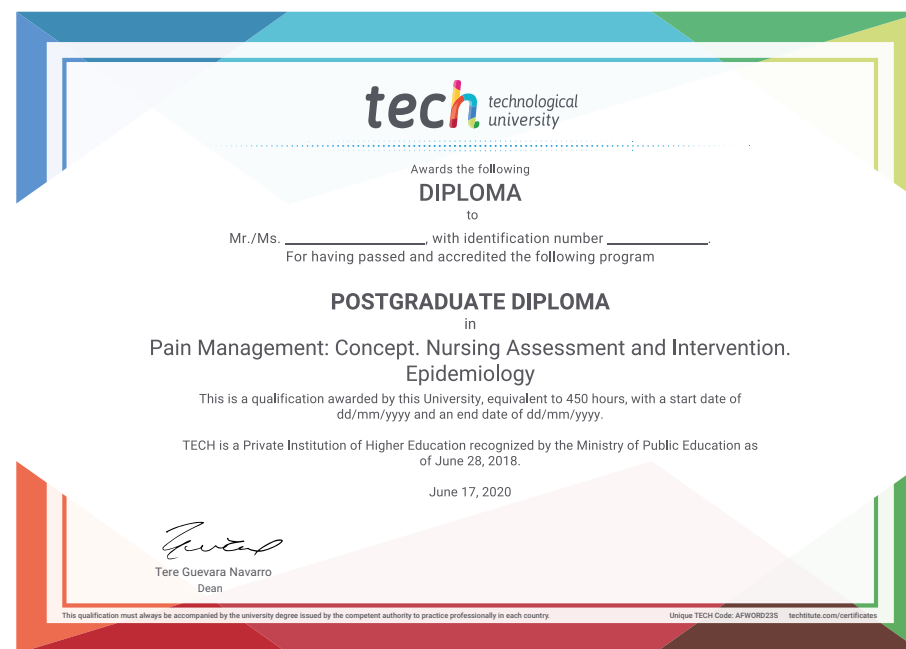 tech technological
university
Awards the following
DIPLOMA
to
Mr./Ms. ____________________, with identification number ______________.
For having passed and accredited the following program
POSTGRADUATE DIPLOMA
in
Pain Management: Concept. Nursing Assessment and Intervention.
Epidemiology
This is a qualification awarded by this University, equivalent to 450 hours, with a start date of
dd/mm/yyyy and an end date of dd/mm/yyyy.
TECH is a Private Institution of Higher Education recognized by the Ministry of Public Education as
of June 28, 2018.
June 17, 2020
Tere Guevara Navarro
Dean
This qualification must always be accompanied by the university degree issued by the competent authority to practice professionally in each country. Unique TECH Code: AFWORD23S techtitute.com/certificates